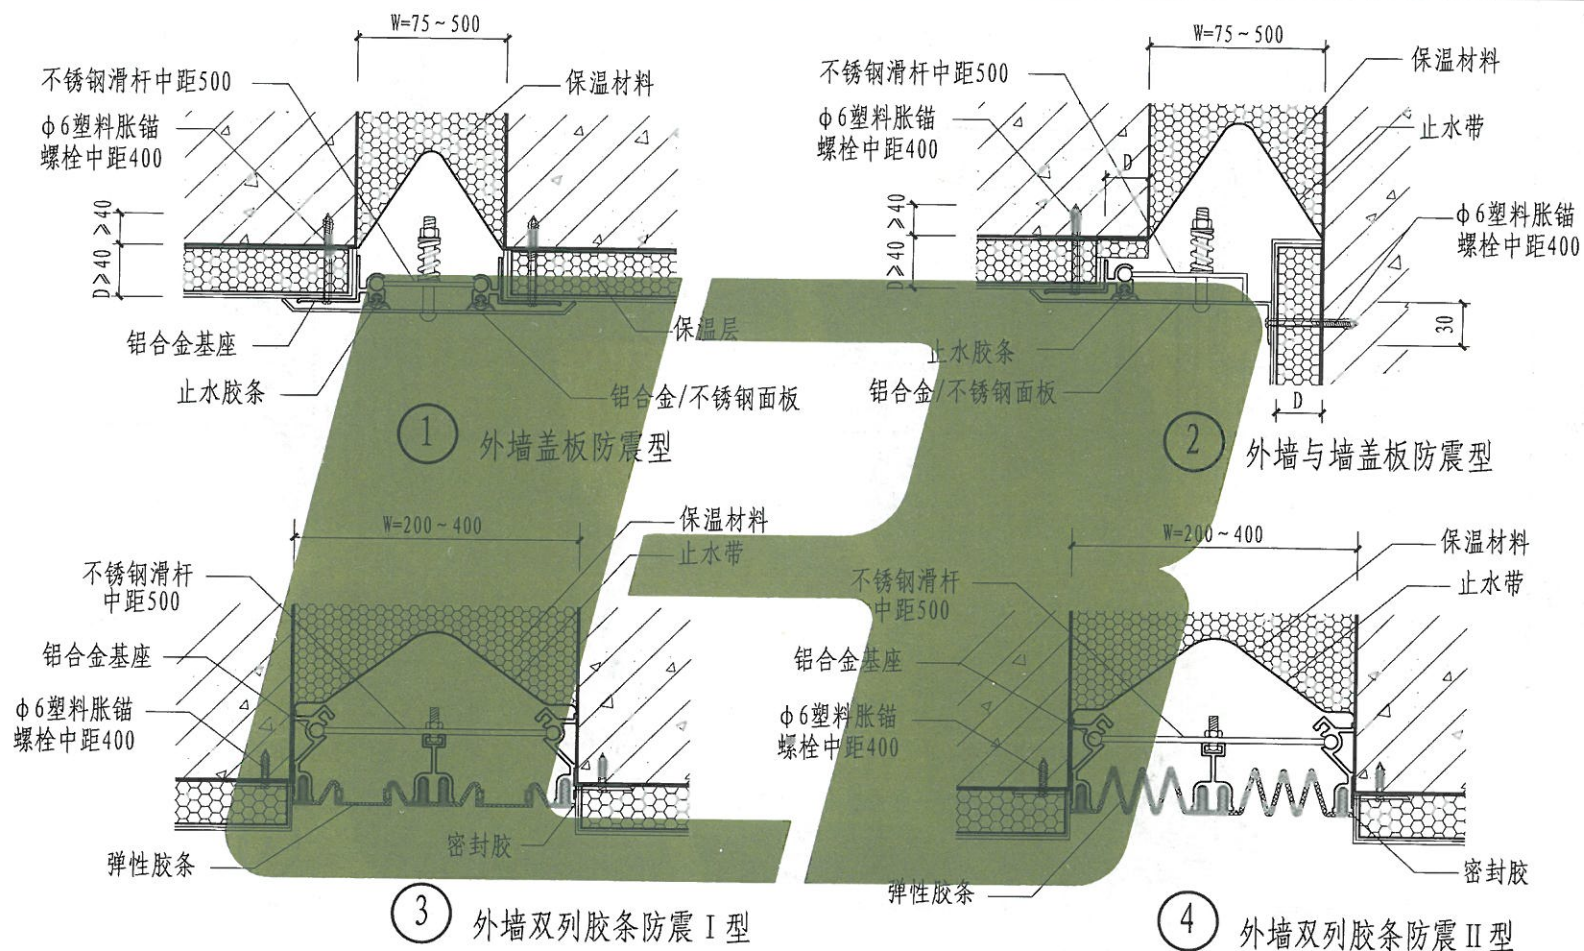 W=75～500
不锈钢滑杆中距500
保温材料
φ6塑料胀锚
螺栓中距400
≥40
D≥40
铝合金基座
保温层
止水胶条
铝合金/不锈钢面板
① 外墙盖板防震型
W=75～500
不锈钢滑杆中距500
保温材料
φ6塑料胀锚
螺栓中距400
止水带
D
≥40
D≥40
φ6塑料胀锚
螺栓中距400
30
止水胶条
铝合金/不锈钢面板
D
② 外墙与墙盖板防震型
W=200～400
保温材料
止水带
不锈钢滑杆
中距500
铝合金基座
φ6塑料胀锚
螺栓中距400
弹性胶条
密封胶
③ 外墙双列胶条防震Ⅰ型
W=200～400
保温材料
止水带
不锈钢滑杆
中距500
铝合金基座
φ6塑料胀锚
螺栓中距400
弹性胶条
密封胶
④ 外墙双列胶条防震Ⅱ型